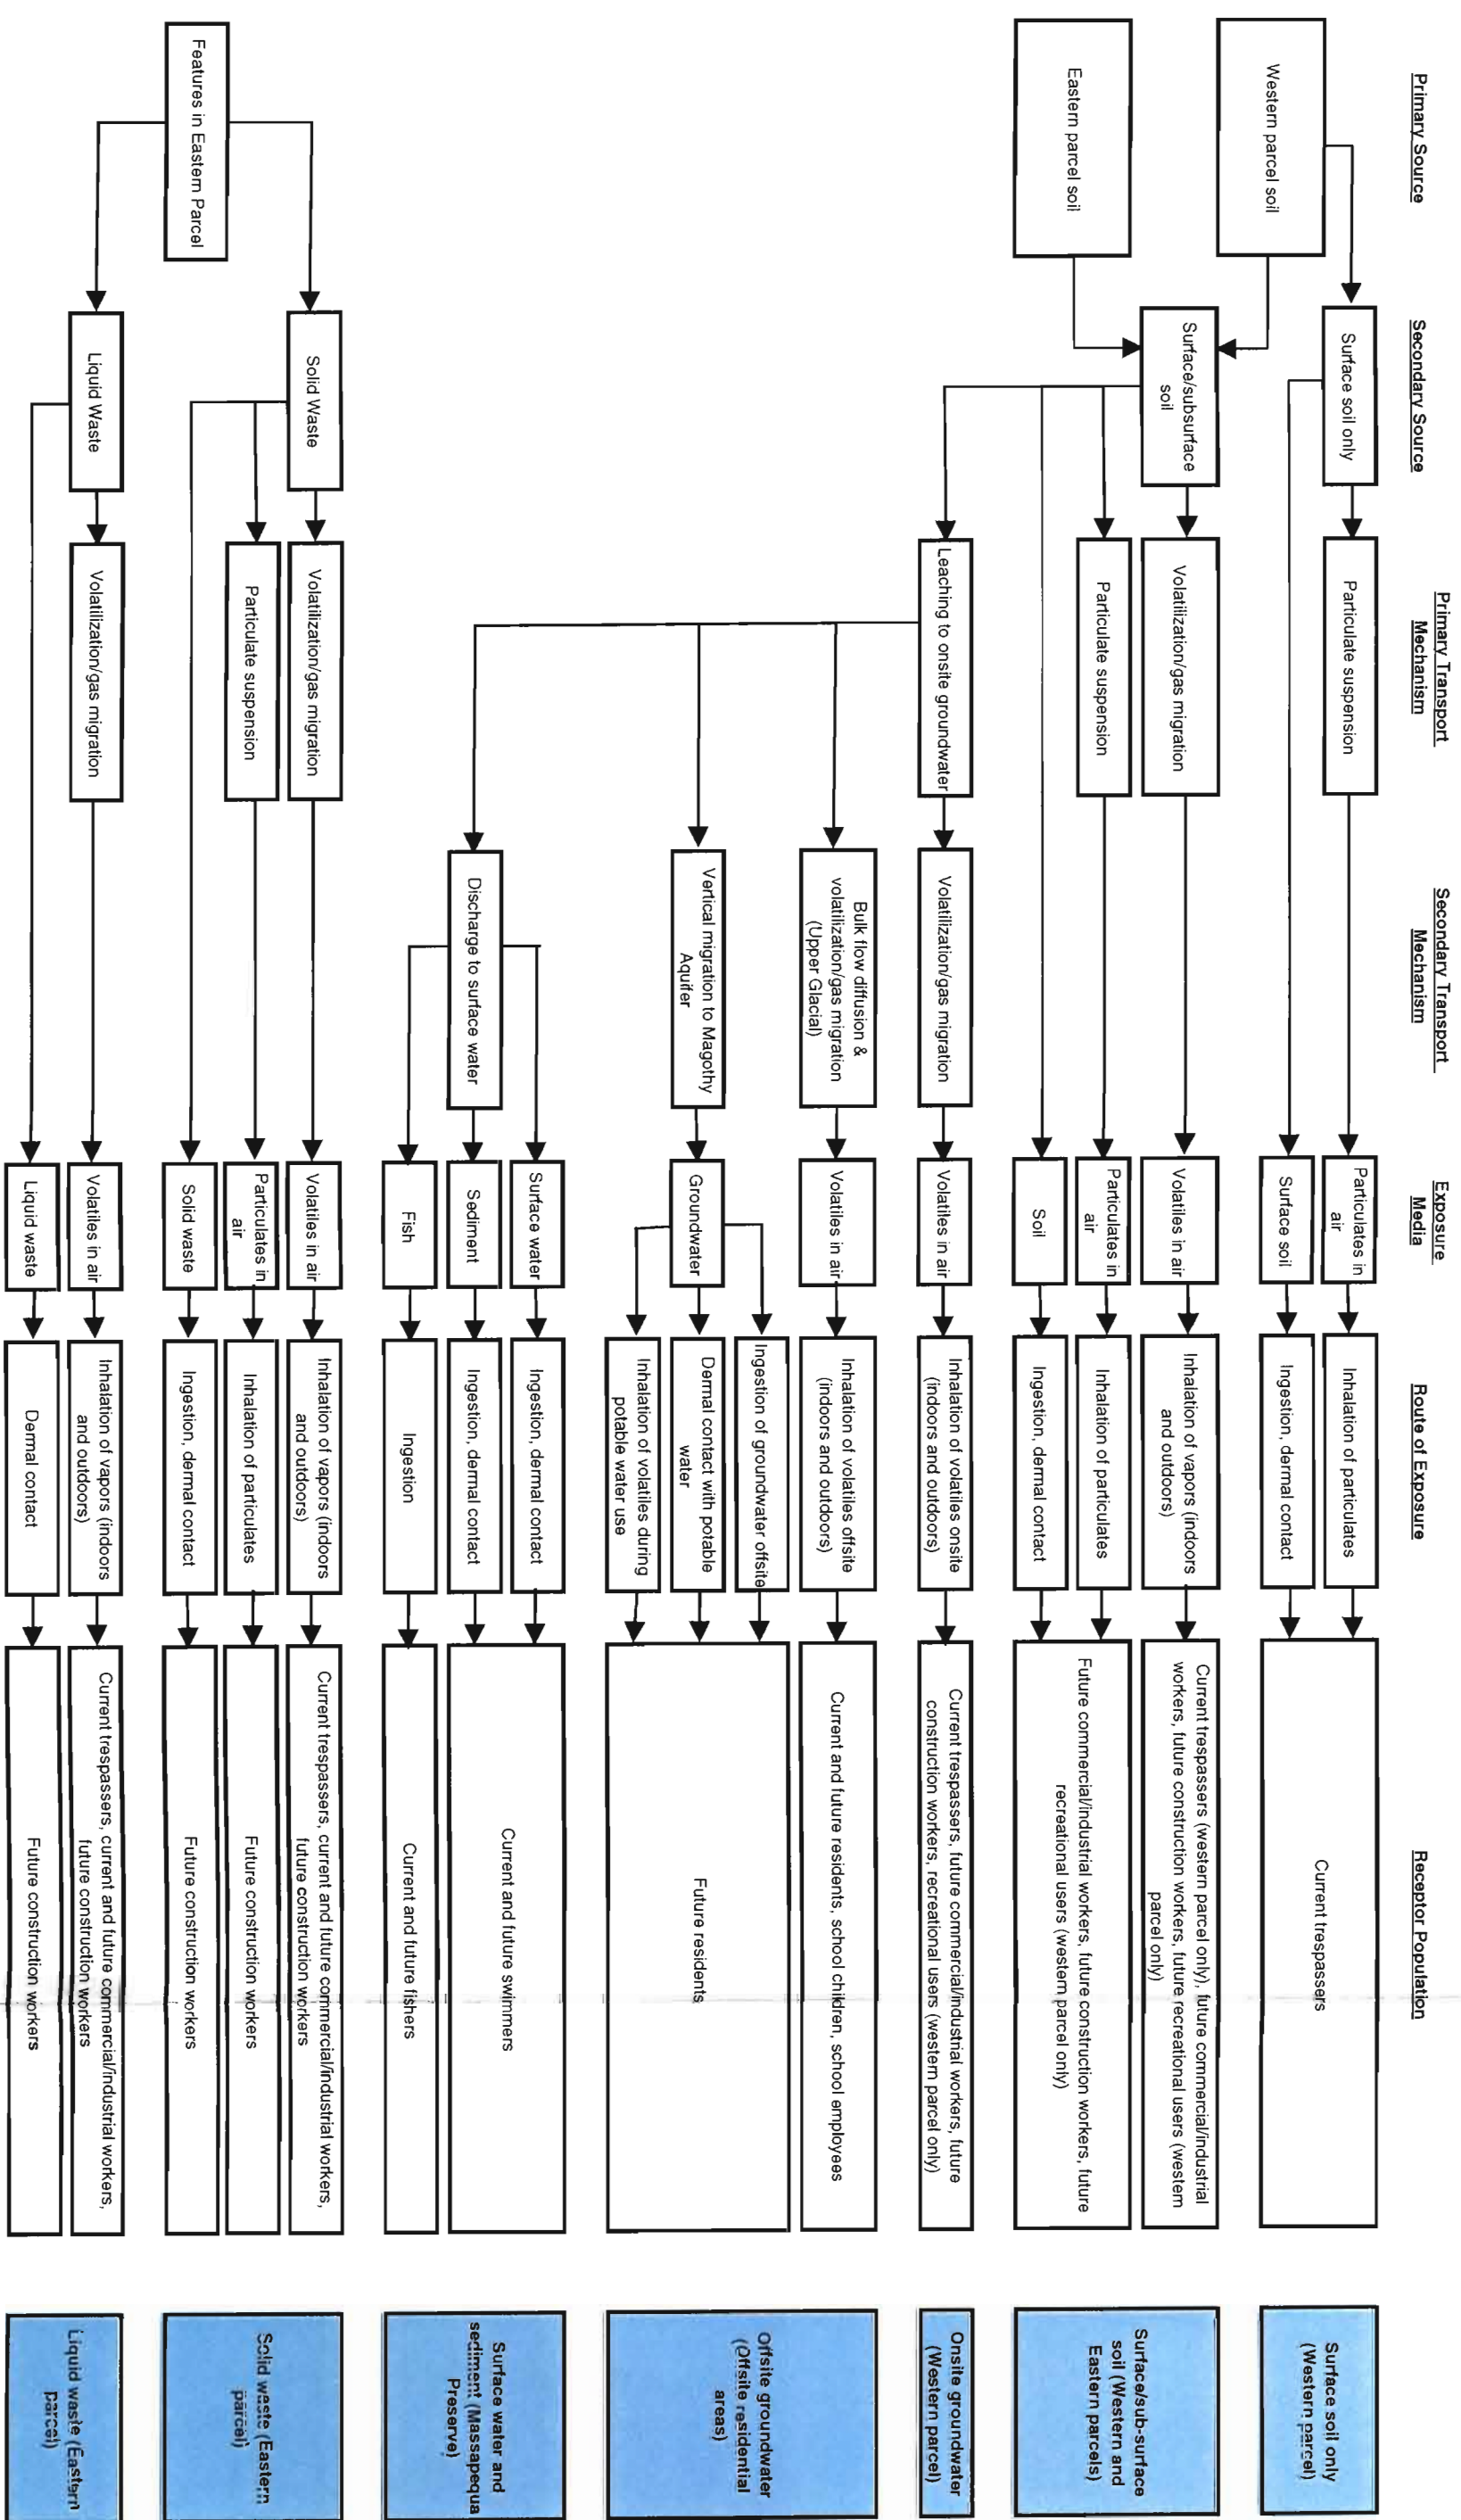 Primary Source
Secondary Source
Primary Transport
Mechanism
Secondary Transport
Mechanism
Exposure
Media
Route of Exposure
Receptor Population
Western parcel soil
Surface soil only
Particulate suspension
Particulates in
air
Inhalation of particulates
Surface soil
Ingestion, dermal contact
Current trespassers
Surface soil only
(Western parcel)
Eastern parcel soil
Surface/subsurface
soil
Volatilization/gas migration
Volatiles in air
Inhalation of vapors (indoors
and outdoors)
Current trespassers (western parcel only), future commercial/industrial
workers, future construction workers, future recreational users (western
parcel only)
Particulate suspension
Particulates in
air
Inhalation of particulates
Soil
Ingestion, dermal contact
Future commercial/industrial workers, future construction workers, future
recreational users (western parcel only)
Surface/sub-surface
soil (Western and
Eastern parcels)
Leaching to onsite groundwater
Volatilization/gas migration
Volatiles in air
Inhalation of volatiles onsite
(indoors and outdoors)
Current trespassers, future commercial/industrial workers, future
construction workers, recreational users (western parcel only)
Onsite groundwater
(Western parcel)
Bulk flow diffusion &
volatilization/gas migration
(Upper Glacial)
Volatiles in air
Inhalation of volatiles offsite
(indoors and outdoors)
Current and future residents, school children, school employees
Vertical migration to Magothy
Aquifer
Groundwater
Ingestion of groundwater offsite
Dermal contact with potable
water
Inhalation of volatiles during
potable water use
Future residents
Offsite groundwater
(Offsite residential
areas)
Discharge to surface water
Surface water
Ingestion, dermal contact
Sediment
Ingestion, dermal contact
Current and future swimmers
Fish
Ingestion
Current and future fishers
Surface water and
sediment (Massapequa
Preserve)
Features in Eastern Parcel
Solid Waste
Volatilization/gas migration
Volatiles in air
Inhalation of vapors (indoors
and outdoors)
Current trespassers, current and future commercial/industrial workers,
future construction workers
Particulate suspension
Particulates in
air
Inhalation of particulates
Future construction workers
Solid waste
Ingestion, dermal contact
Future construction workers
Solid waste (Eastern
parcel)
Liquid Waste
Volatilization/gas migration
Volatiles in air
Inhalation of vapors (indoors
and outdoors)
Current trespassers, current and future commercial/industrial workers,
future construction workers
Liquid waste
Dermal contact
Future construction workers
Liquid waste (Eastern
parcel)